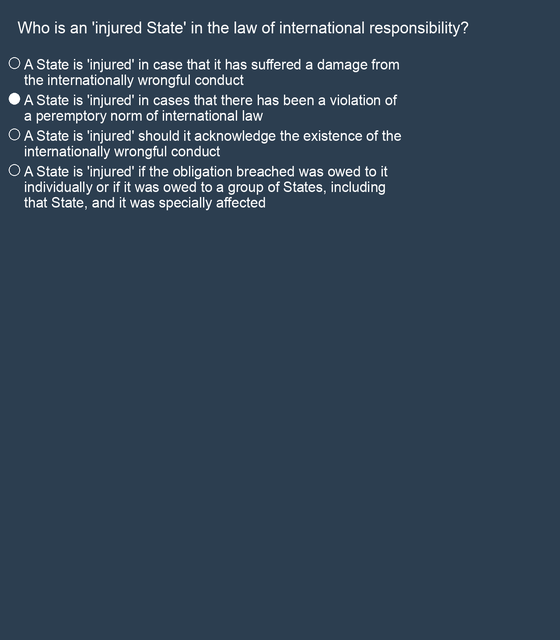 Who is an 'injured State' in the law of international responsibility?
A State is 'injured' in case that it has suffered a damage from
the internationally wrongful conduct
A State is 'injured' in cases that there has been a violation of
a peremptory norm of international law
A State is 'injured' should it acknowledge the existence of the
internationally wrongful conduct
A State is 'injured' if the obligation breached was owed to it
individually or if it was owed to a group of States, including
that State, and it was specially affected